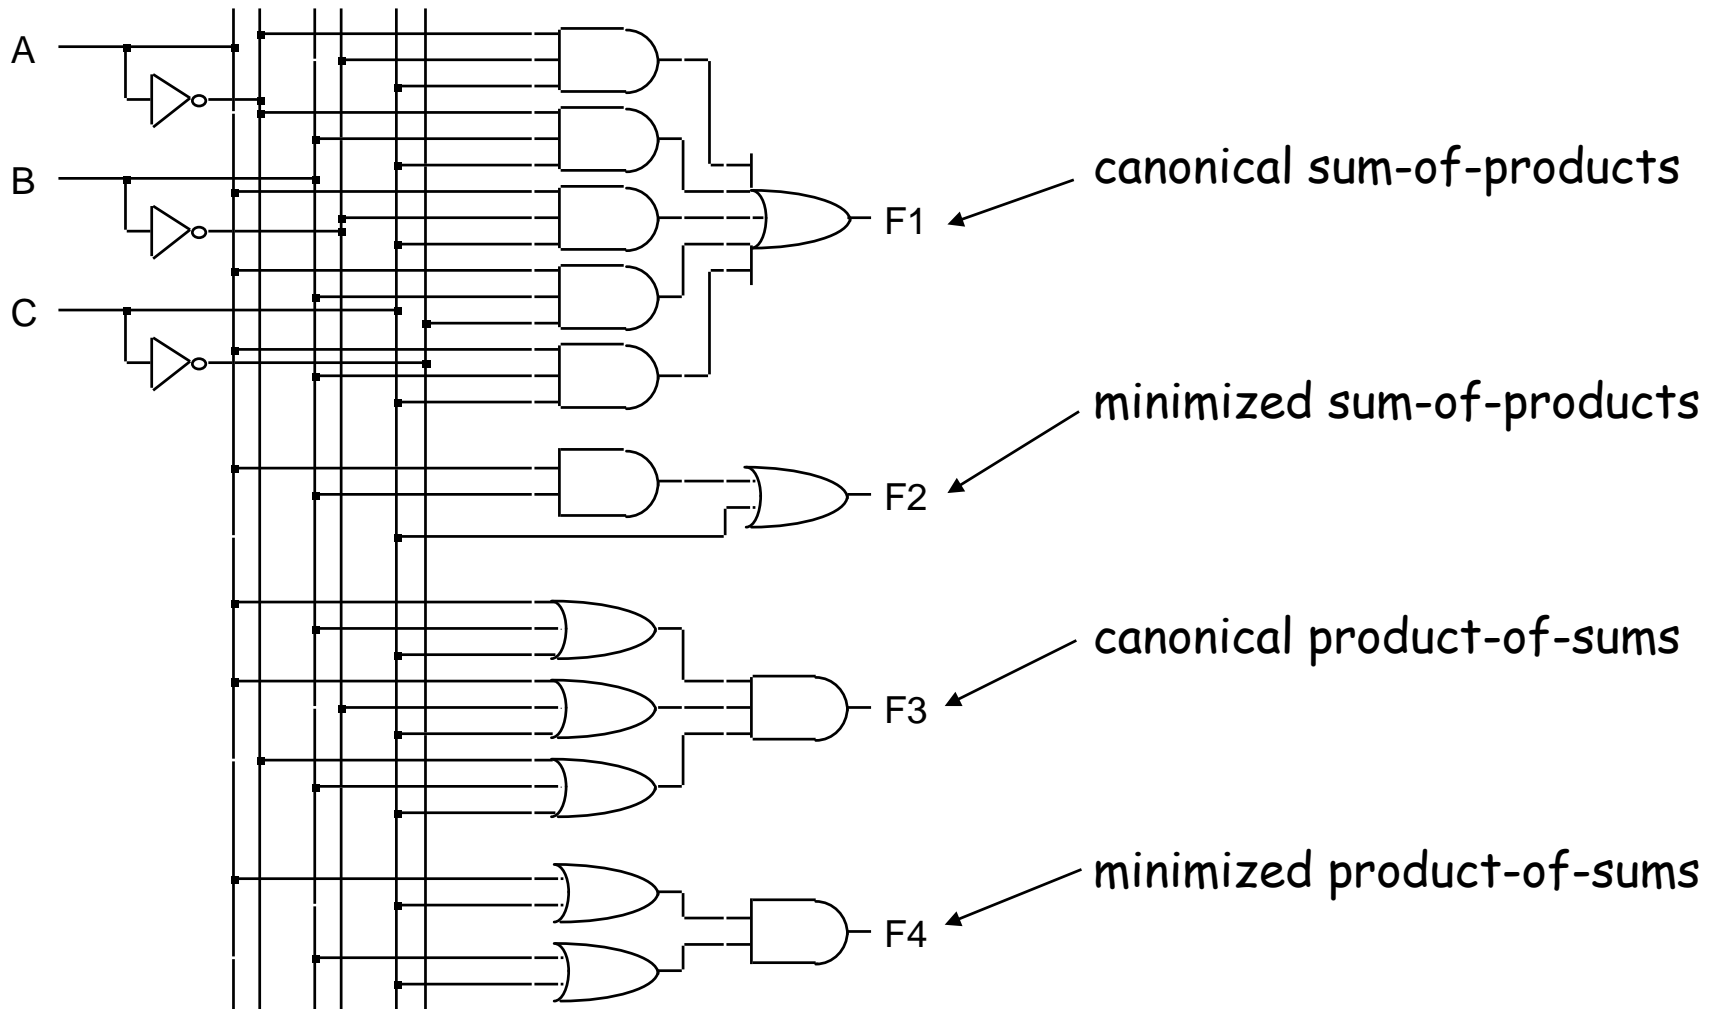 A
B
C
F1
canonical sum-of-products
F2
minimized sum-of-products
F3
canonical product-of-sums
F4
minimized product-of-sums